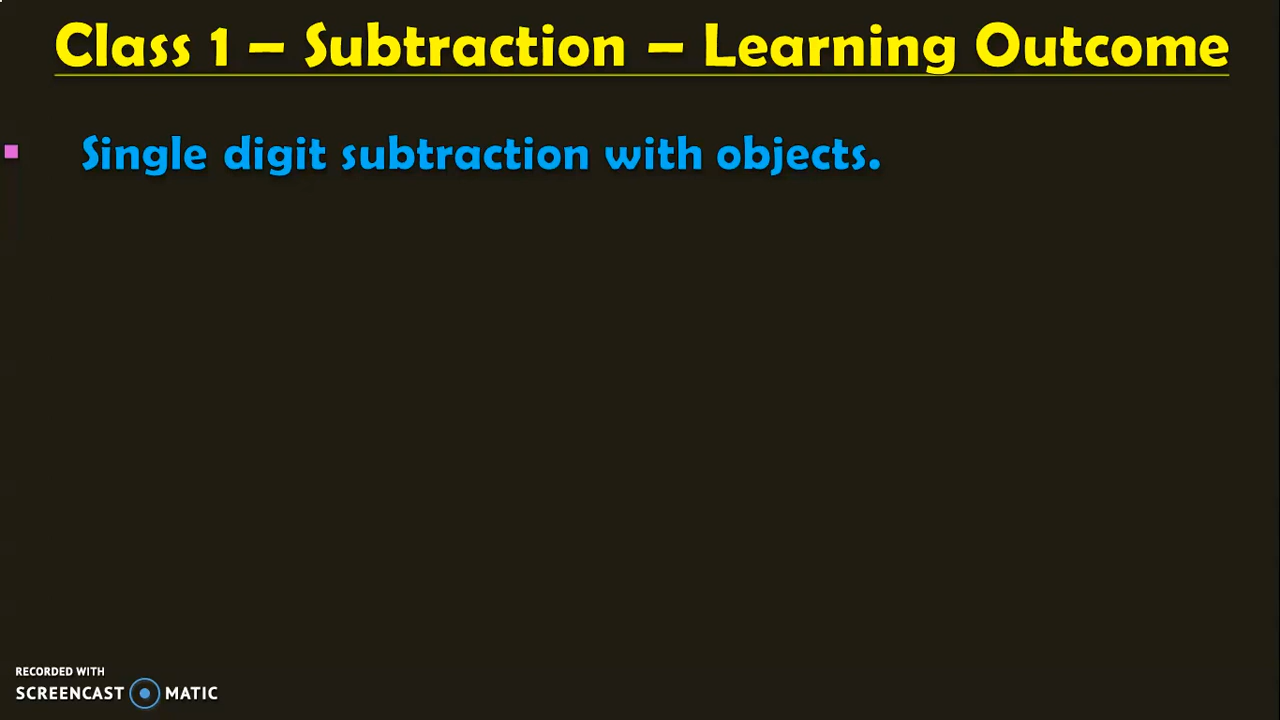 Class 1 – Subtraction – Learning Outcome
Single digit subtraction with objects.
RECORDED WITH
SCREENCAST MATIC